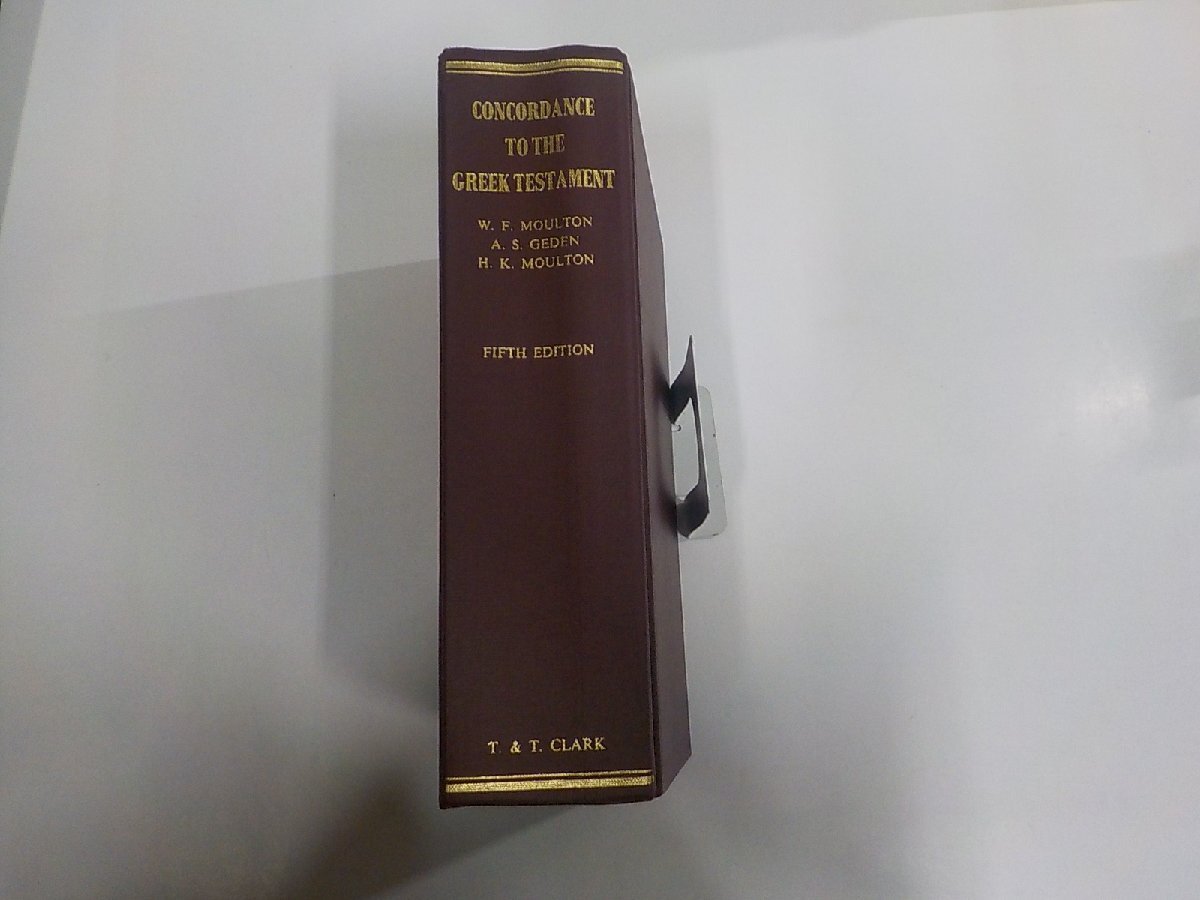 CONCORDANCE
TO THE
GREEK TESTAMENT
W. F. MOULTON
A. S. GEDEN
H. K. MOULTON
FIFTH EDITION
T. & T. CLARK